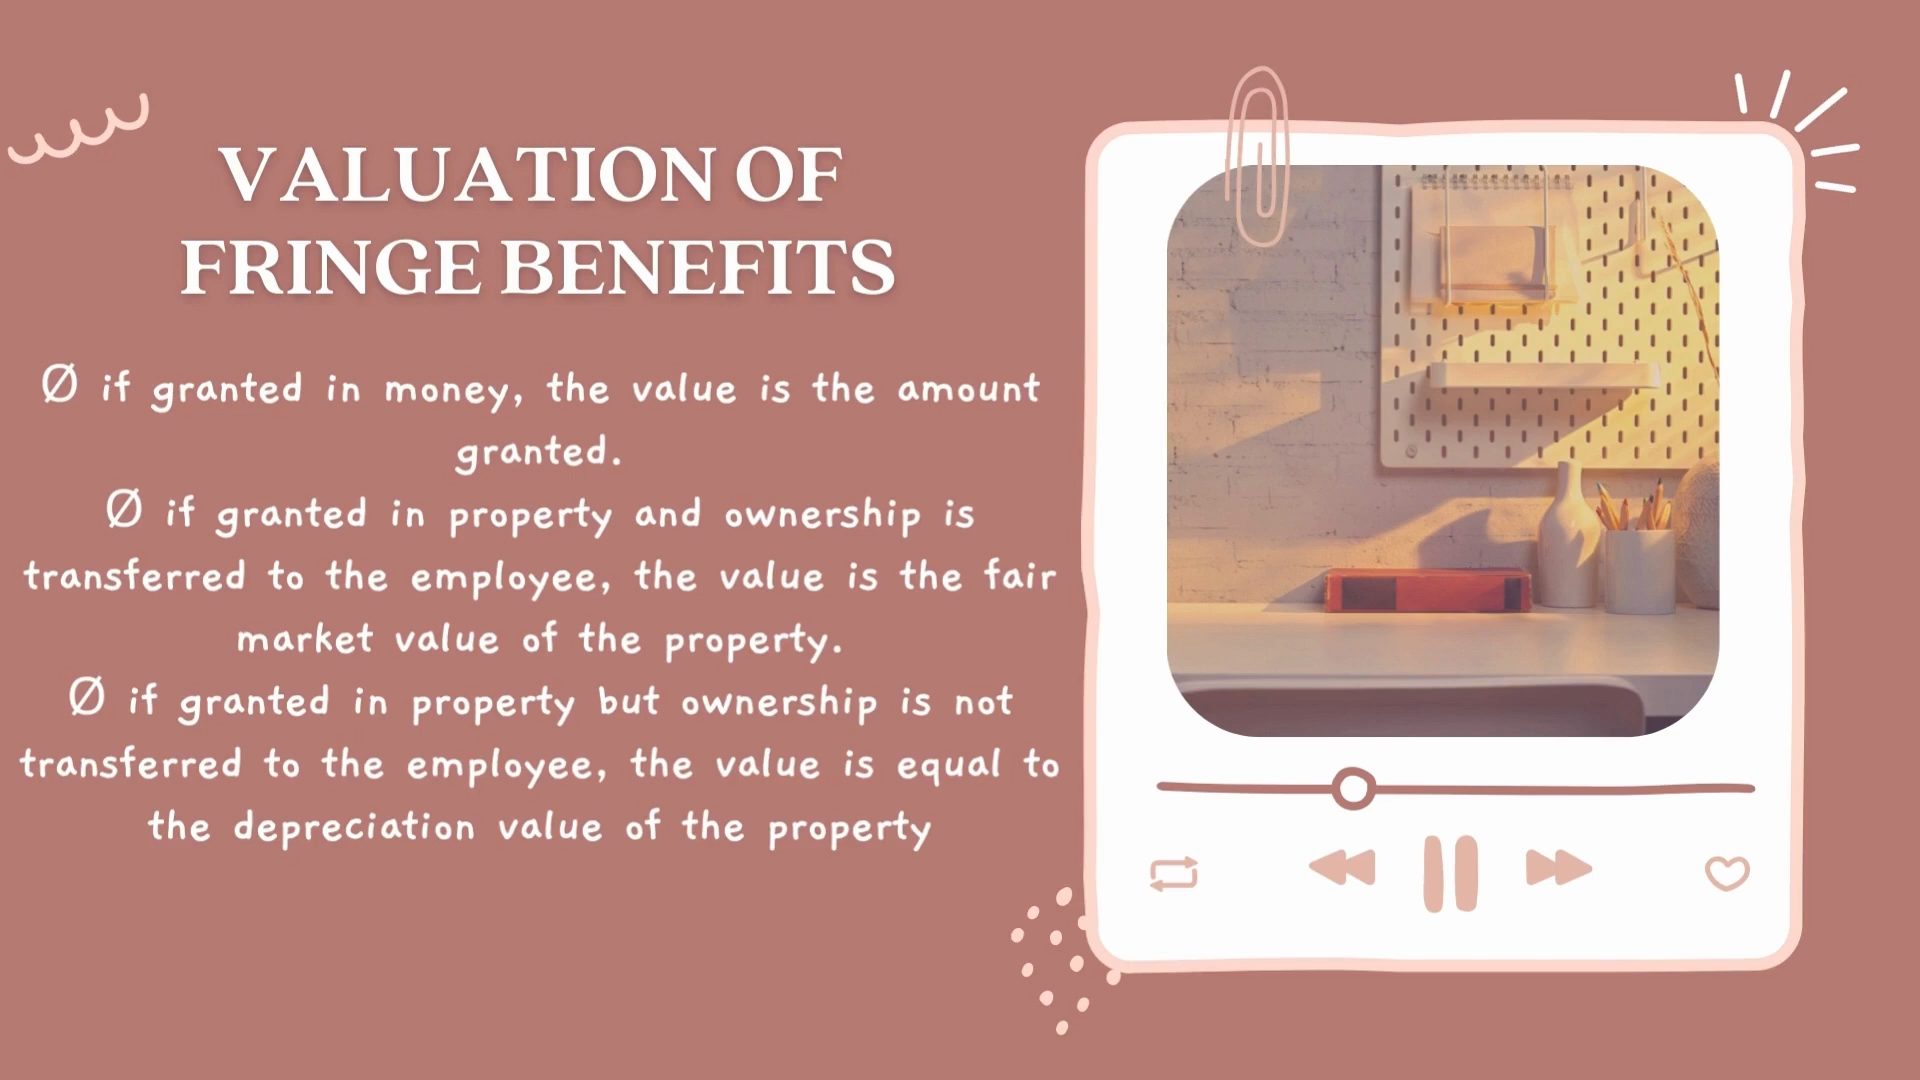 VALUATION OF
FRINGE BENEFITS
Ø if granted in money, the value is the amount
granted.
Ø if granted in property and ownership is
transferred to the employee, the value is the fair
market value of the property.
Ø if granted in property but ownership is not
transferred to the employee, the value is equal to
the depreciation value of the property